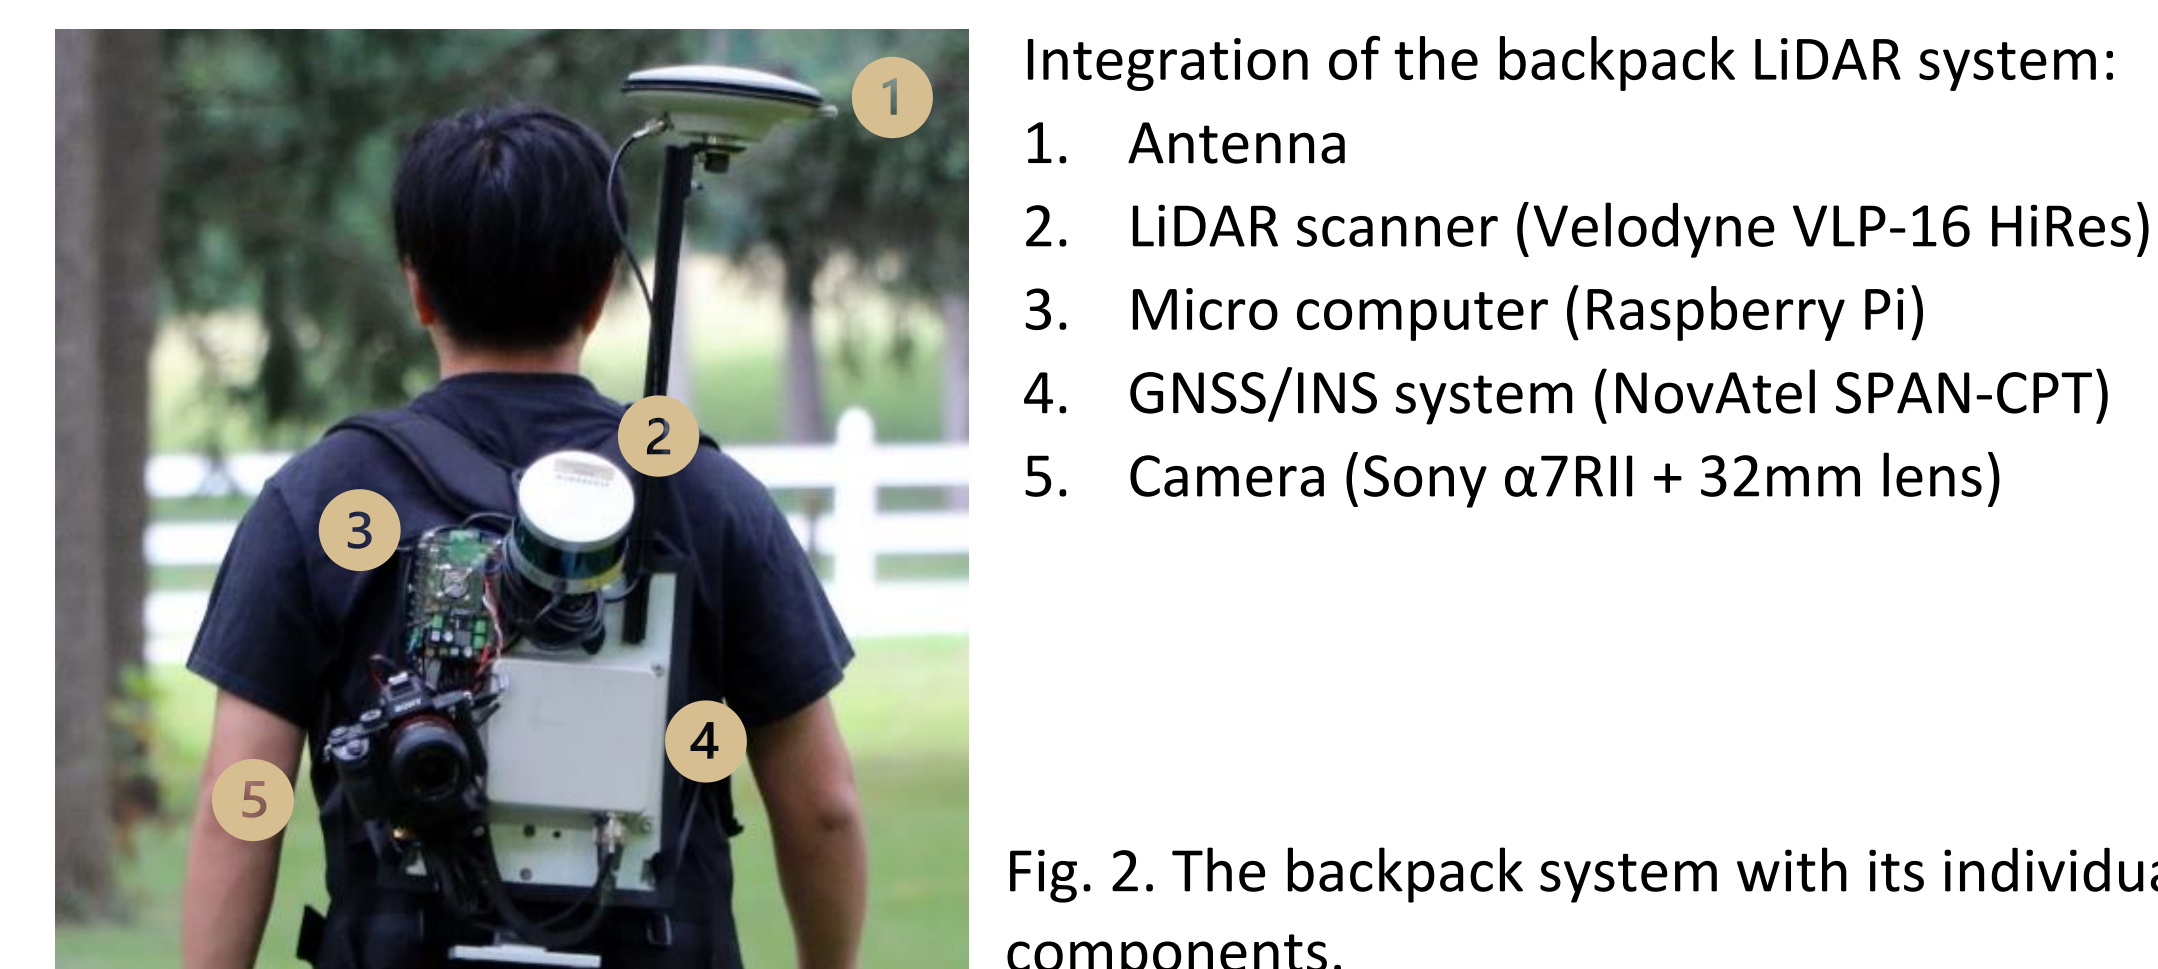 1
2
3
4
5
SONY
Integration of the backpack LiDAR system:
1. Antenna
2. LiDAR scanner (Velodyne VLP-16 HiRes)
3. Micro computer (Raspberry Pi)
4. GNSS/INS system (NovAtel SPAN-CPT)
5. Camera (Sony α7RII + 32mm lens)
Fig. 2. The backpack system with its
components.